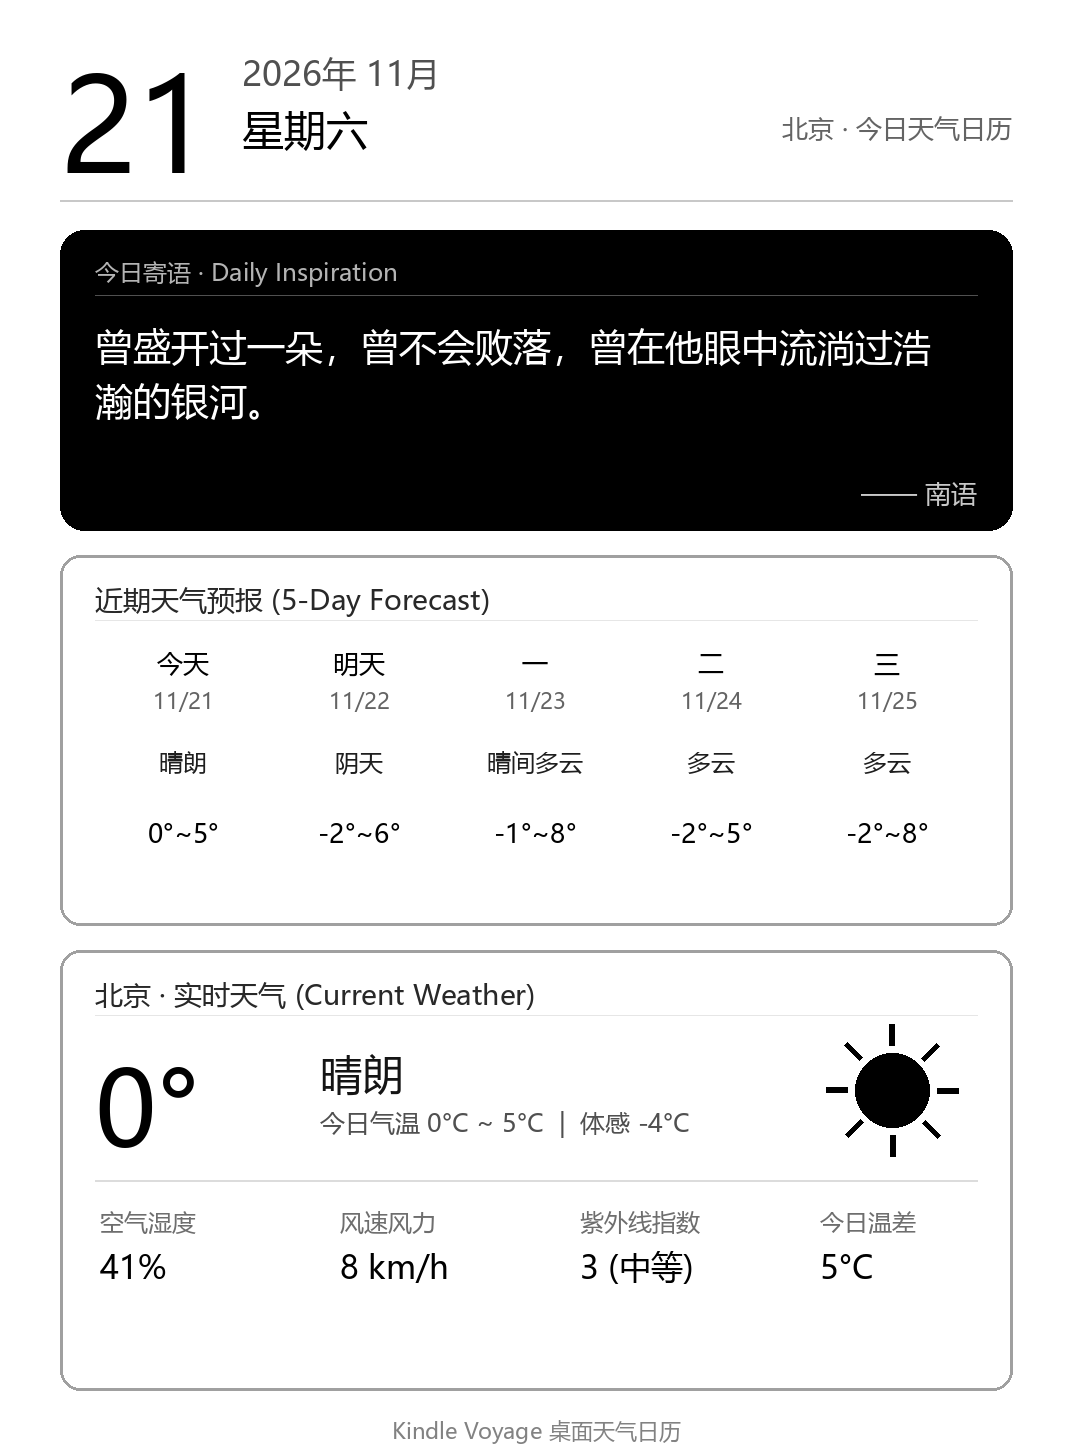 21
2026年 11月
星期六
北京 · 今日天气日历
今日寄语 · Daily Inspiration
曾盛开过一朵，曾不会败落，曾在他眼中流淌过浩
瀚的银河。
—— 南语
近期天气预报 (5-Day Forecast)
今天 明天 一 二 三
11/21 11/22 11/23 11/24 11/25
晴朗 阴天 晴间多云 多云 多云
0°~5° -2°~6° -1°~8° -2°~5° -2°~8°
北京 · 实时天气 (Current Weather)
0°
晴朗
今日气温 0°C ~ 5°C | 体感 -4°C
空气湿度 风速风力 紫外线指数 今日温差
41% 8 km/h 3 (中等) 5°C
Kindle Voyage 桌面天气日历